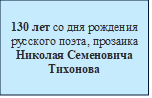 130 лет со дня рождения
русского поэта, прозаика
Николая Семеновича
Тихонова